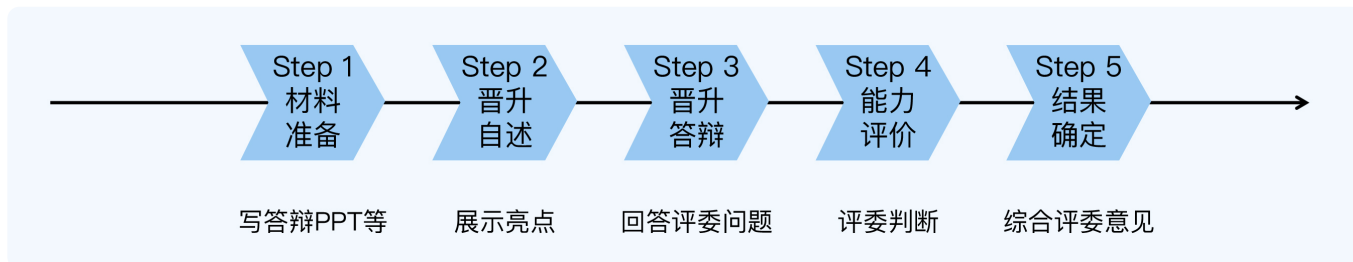 Step 1
材料
准备
Step 2
晋升
自述
Step 3
晋升
答辩
Step 4
能力
评价
Step 5
结果
确定
写答辩PPT等
展示亮点
回答评委问题
评委判断
综合评委意见